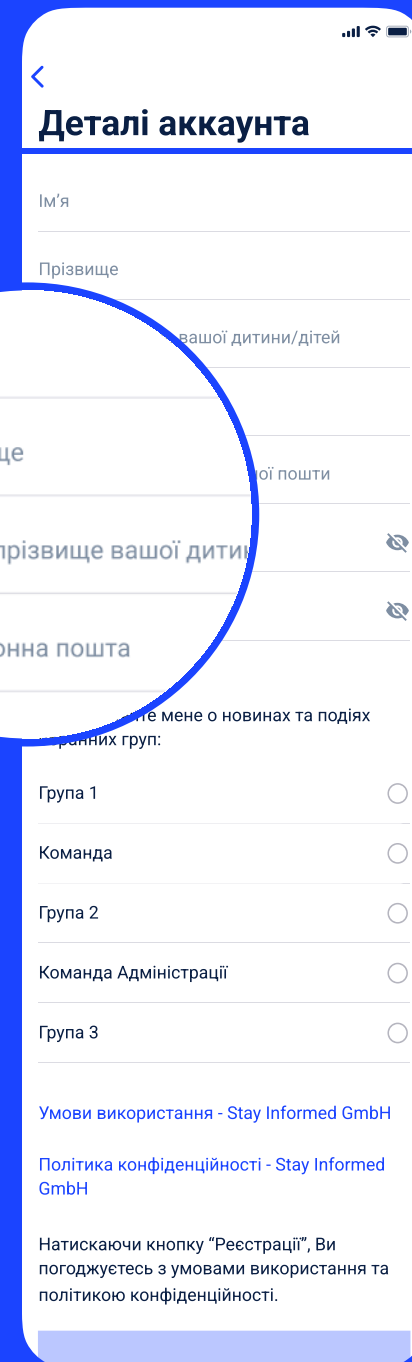 Деталі аккаунта
Ім’я
Прізвище
вашої дитини/дітей
ще
ої пошти
прізвище вашої дити
онна пошта
те мене о новинах та подіях
ранних груп:
Група 1
Команда
Група 2
Команда Адміністрації
Група 3
Умови використання - Stay Informed GmbH
Політика конфіденційності - Stay Informed
GmbH
Натискаючи кнопку “Реєстрації”, Ви
погоджуєтесь з умовами використання та
політикою конфіденційності.